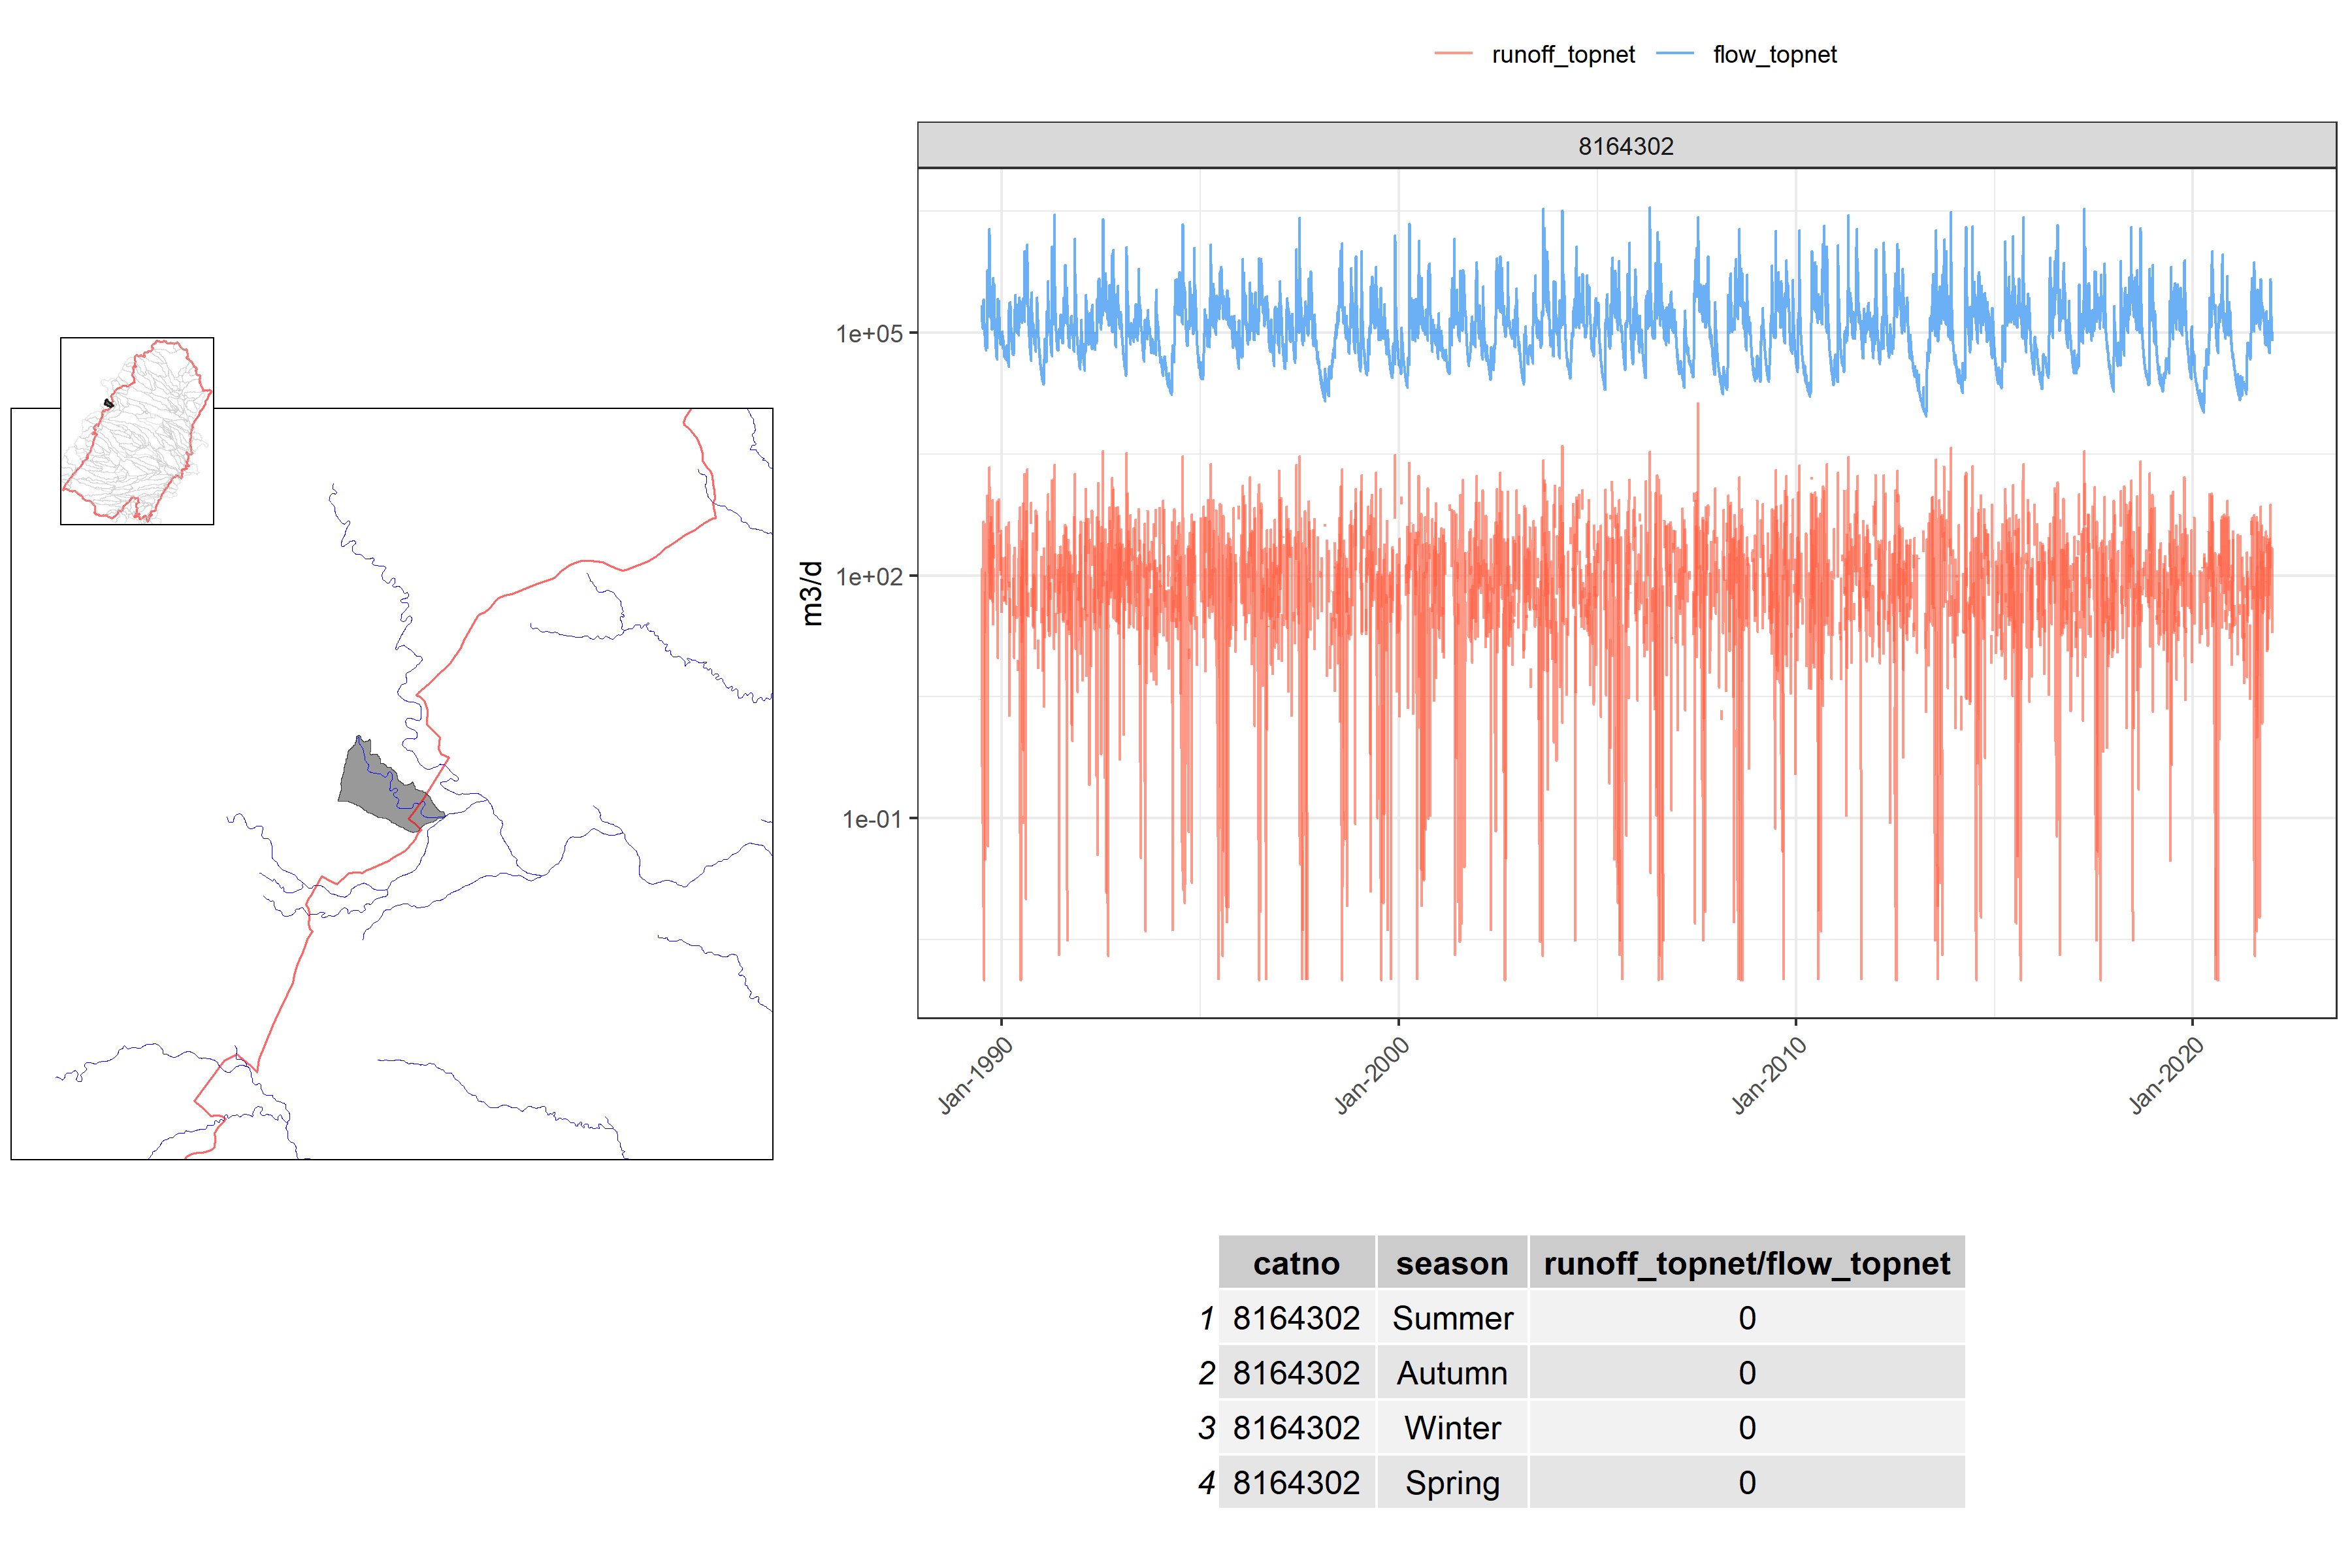 runoff_topnet flow_topnet
8164302
1e+05
1e+02
1e-01
m3/d
Jan-1990 Jan-2000 Jan-2010 Jan-2020
catno season runoff_topnet/flow_topnet
1 8164302 Summer 0
2 8164302 Autumn 0
3 8164302 Winter 0
4 8164302 Spring 0